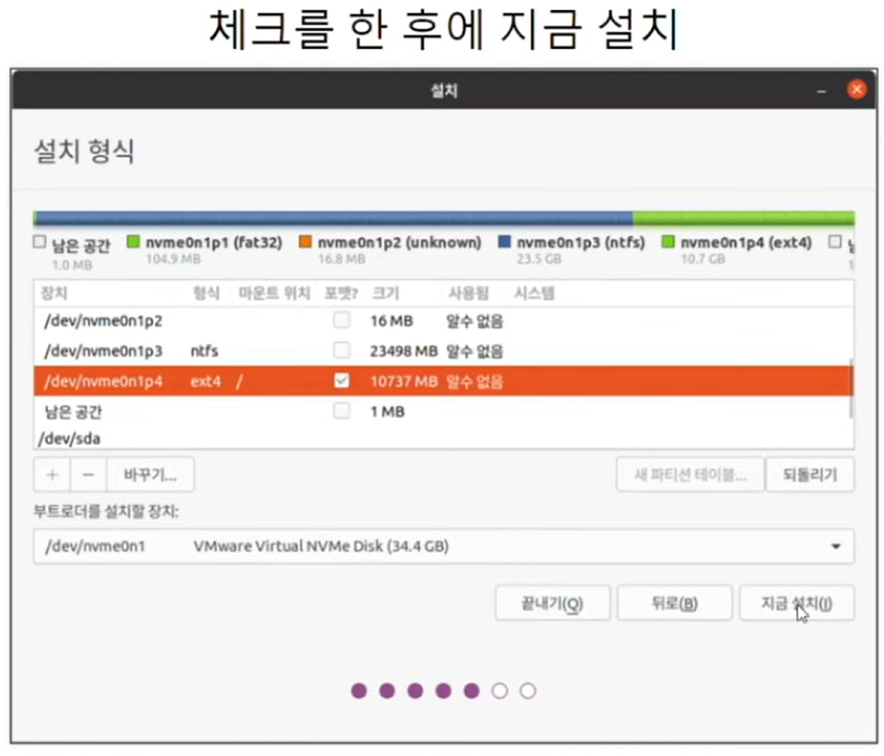 체크를 한 후에 지금 설치
설치
설치 형식
남은 공간 nvme0n1p1 (fat32) nvme0n1p2 (unknown) nvme0n1p3 (ntfs) nvme0n1p4 (ext4)
1.0 MB 104.9 MB 16.8 MB 23.5 GB 10.7 GB
장치 형식 마운트 위치 포맷? 크기 사용됨 시스템
/dev/nvme0n1p2 16 MB 알수 없음
/dev/nvme0n1p3 ntfs 23498 MB 알수 없음
/dev/nvme0n1p4 ext4 / 10737 MB 알수 없음
남은 공간 1 MB
/dev/sda
+ − 바꾸기... 새 파티션 테이블... 되돌리기
부트로더를 설치할 장치:
/dev/nvme0n1 VMware Virtual NVMe Disk (34.4 GB)
끝내기(Q) 뒤로(B) 지금 설치(I)